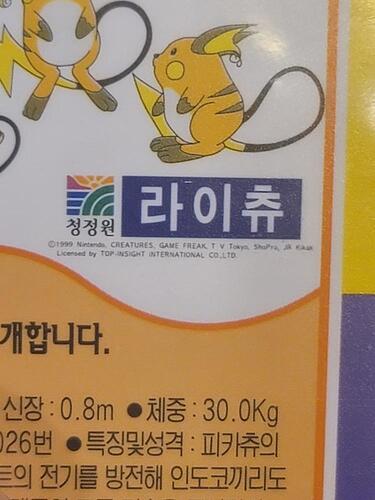 청정원
라이츄
©1999 Nintendo, CREATURES, GAME FREAK, T V Tokyo, ShoPro, JR Kikak
Licensed by TOP-INSIGHT INTERNATIONAL CO.,LTD.
개합니다.
신장 : 0.8m ●체중 : 30.0Kg
026번 ●특징및성격 : 피카츄의
트의 전기를 방전해 인도코끼리도